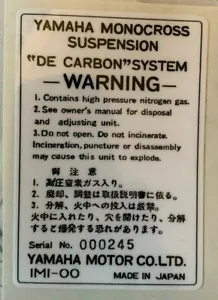 YAMAHA MONOCROSS
SUSPENSION
"DE CARBON"SYSTEM
—WARNING—
1. Contains high pressure nitrogen gas.
2. See owner's manual for disposal
and adjusting unit.
3. Do not open. Do not incinerate.
Incineration, puncture or disassembly
may cause this unit to explode.
御 注 意
1. 高圧窒素ガス入り。
2. 廃却、調整は取扱説明書に依る。
3. 分解、火中への投入は厳禁。
火中に入れたり、穴を開けたり、分解
すると爆発する恐れがあります。
Serial No. 000245
YAMAHA MOTOR CO.LTD.
1M1-00 MADE IN JAPAN